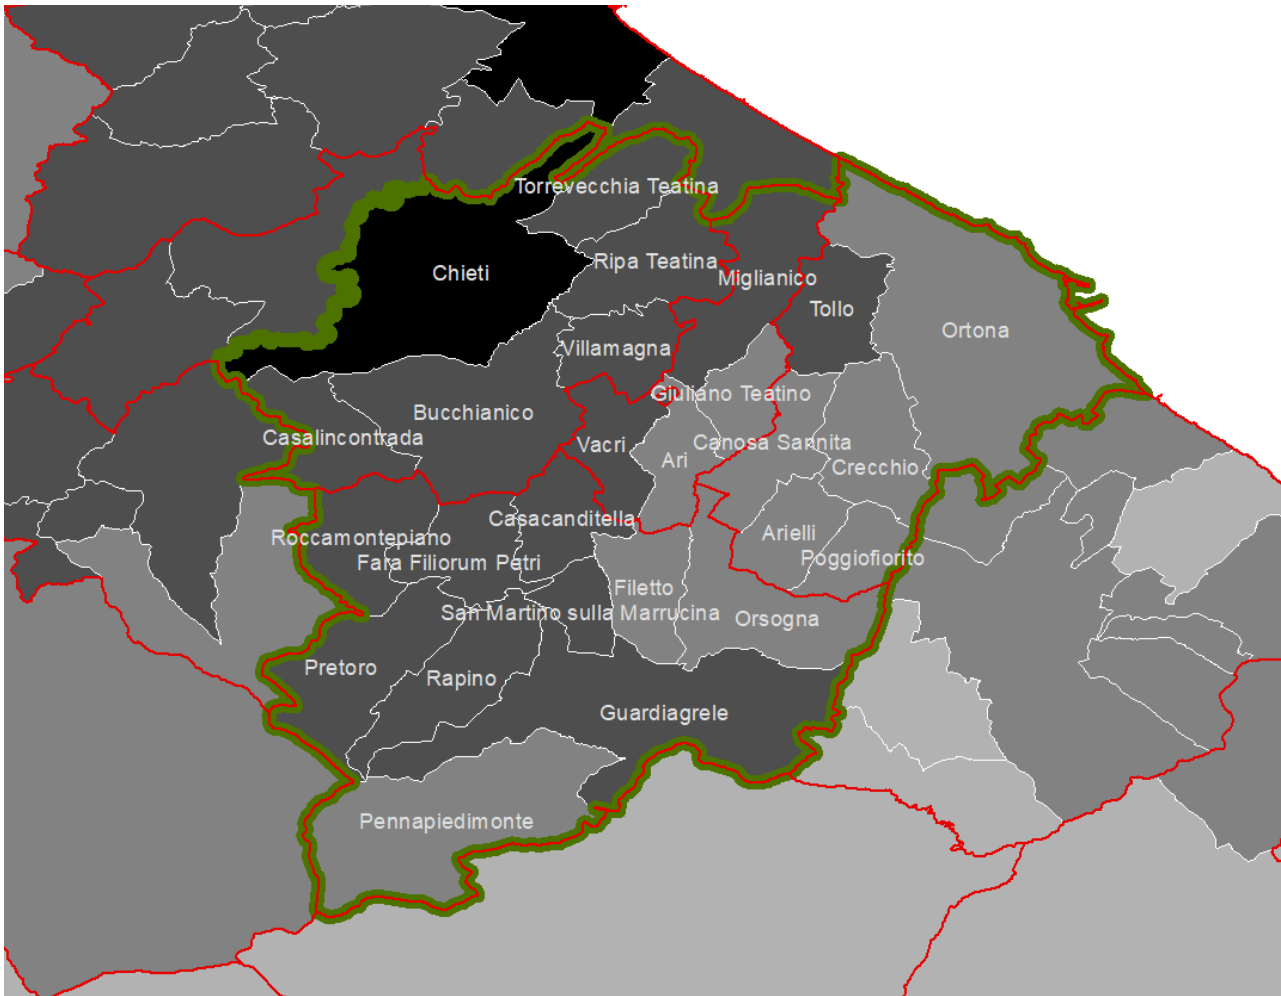 Torrevecchia Teatina
Ripa Teatina
Chieti
Miglianico
Tollo
Ortona
Villamagna
Giuliano Teatino
Bucchianico
Casalincontrada
Vacri
Canosa Sannita
Ari
Crecchio
Casacanditella
Arielli
Roccamontepiano
Poggiofiorito
Fara Filiorum Petri
Filetto
San Martino sulla Marrucina
Orsogna
Pretoro
Rapino
Guardiagrele
Pennapiedimonte